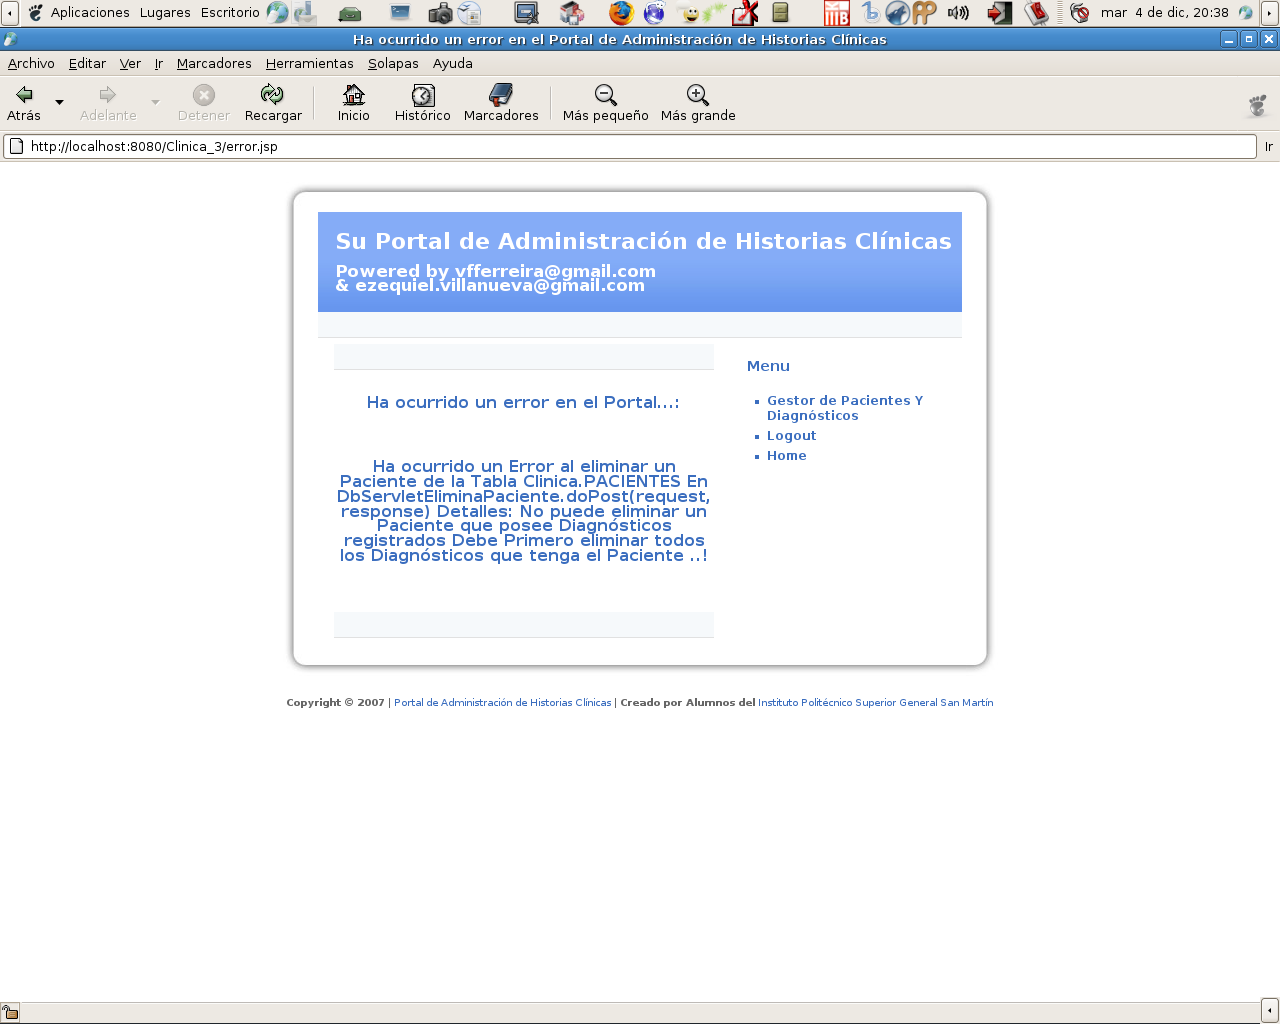 Aplicaciones Lugares Escritorio mar 4 de dic, 20:38
Ha ocurrido un error en el Portal de Administración de Historias Clínicas
Archivo Editar Ver Ir Marcadores Herramientas Solapas Ayuda
Atrás Adelante Detener Recargar Inicio Histórico Marcadores Más pequeño Más grande
http://localhost:8080/Clinica_3/error.jsp Ir
Su Portal de Administración de Historias Clínicas
Powered by vfferreira@gmail.com
& ezequiel.villanueva@gmail.com
Ha ocurrido un error en el Portal...:
Ha ocurrido un Error al eliminar un
Paciente de la Tabla Clinica.PACIENTES En
DbServletEliminaPaciente.doPost(request,
response) Detalles: No puede eliminar un
Paciente que posee Diagnósticos
registrados Debe Primero eliminar todos
los Diagnósticos que tenga el Paciente ..!
Menu
Gestor de Pacientes Y
Diagnósticos
Logout
Home
Copyright © 2007 | Portal de Administración de Historias Clínicas | Creado por Alumnos del Instituto Politécnico Superior General San Martín